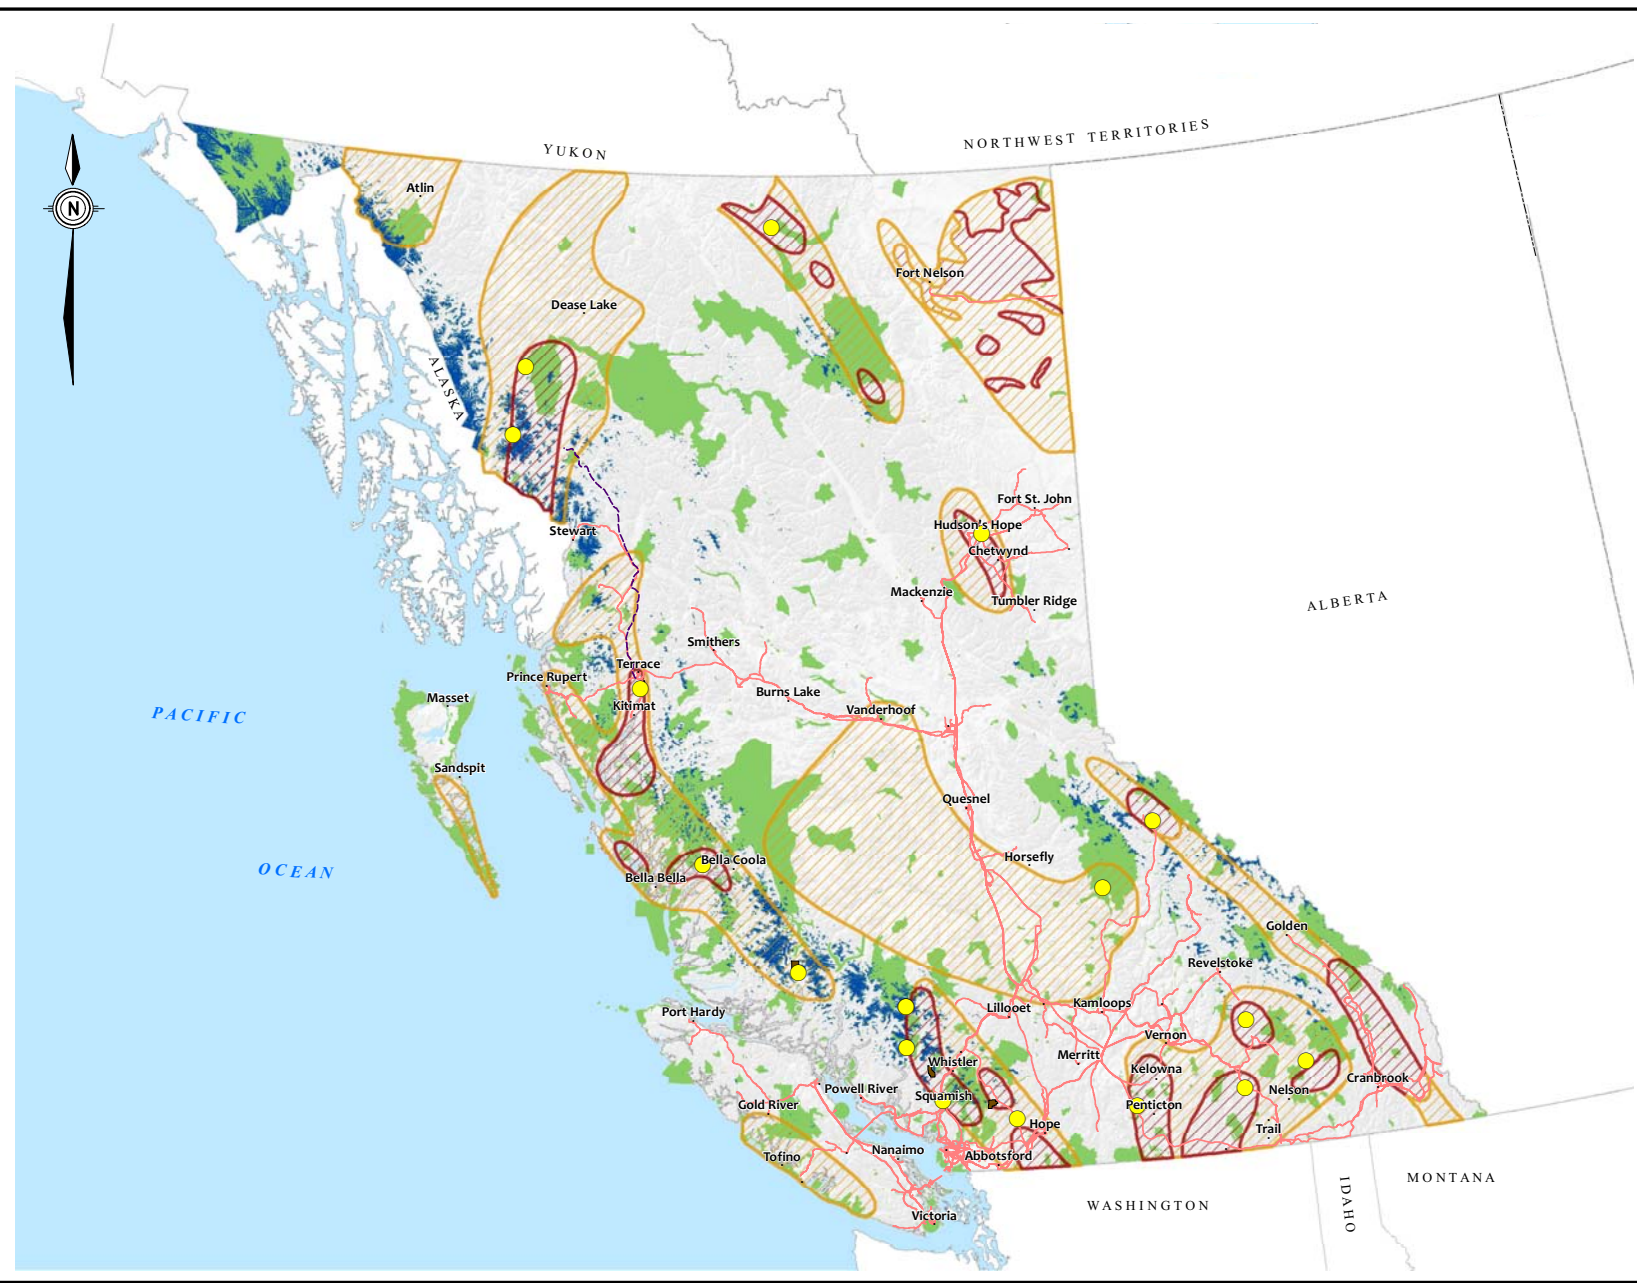 YUKON
NORTHWEST TERRITORIES
Atlin
N
Fort Nelson
Dease Lake
ALASKA
Fort St. John
Hudson's Hope
Stewart
Chetwynd
Mackenzie
Tumbler Ridge
ALBERTA
Smithers
Terrace
Prince Rupert
Burns Lake
Masset
Kitimat
Vanderhoof
PACIFIC
Sandspit
Quesnel
Horsefly
Bella Coola
OCEAN
Bella Bella
Golden
Revelstoke
Lillooet
Kamloops
Port Hardy
Vernon
Merritt
Whistler
Kelowna
Cranbrook
Powell River
Nelson
Squamish
Gold River
Penticton
Hope
Trail
Nanaimo
Tofino
Abbotsford
MONTANA
WASHINGTON
IDAHO
Victoria